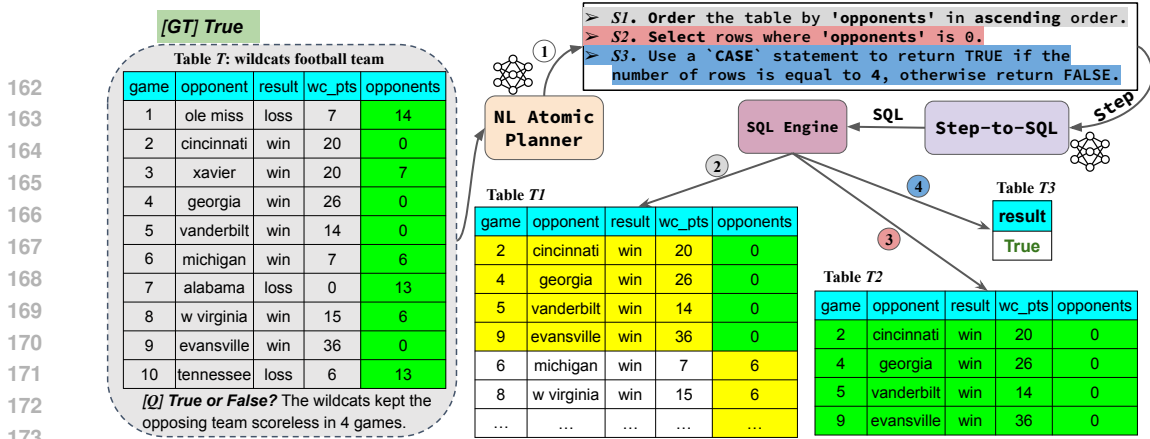 162
163
164
165
166
167
168
169
170
171
172
173
[GT] True
Table T: wildcats football team
game opponent result wc_pts opponents
1 ole miss loss 7 14
2 cincinnati win 20 0
3 xavier win 20 7
4 georgia win 26 0
5 vanderbilt win 14 0
6 michigan win 7 6
7 alabama loss 0 13
8 w virginia win 15 6
9 evansville win 36 0
10 tennessee loss 6 13
[Q] True or False? The wildcats kept the
opposing team scoreless in 4 games.
1
NL Atomic
Planner
➢ S1. Order the table by 'opponents' in ascending order.
➢ S2. Select rows where 'opponents' is 0.
➢ S3. Use a `CASE` statement to return TRUE if the
number of rows is equal to 4, otherwise return FALSE.
Step
Step-to-SQL
SQL
SQL Engine
2
Table T1
game opponent result wc_pts opponents
2 cincinnati win 20 0
4 georgia win 26 0
5 vanderbilt win 14 0
9 evansville win 36 0
6 michigan win 7 6
8 w virginia win 15 6
... ... ... ... ...
3
Table T2
game opponent result wc_pts opponents
2 cincinnati win 20 0
4 georgia win 26 0
5 vanderbilt win 14 0
9 evansville win 36 0
4
Table T3
result
True